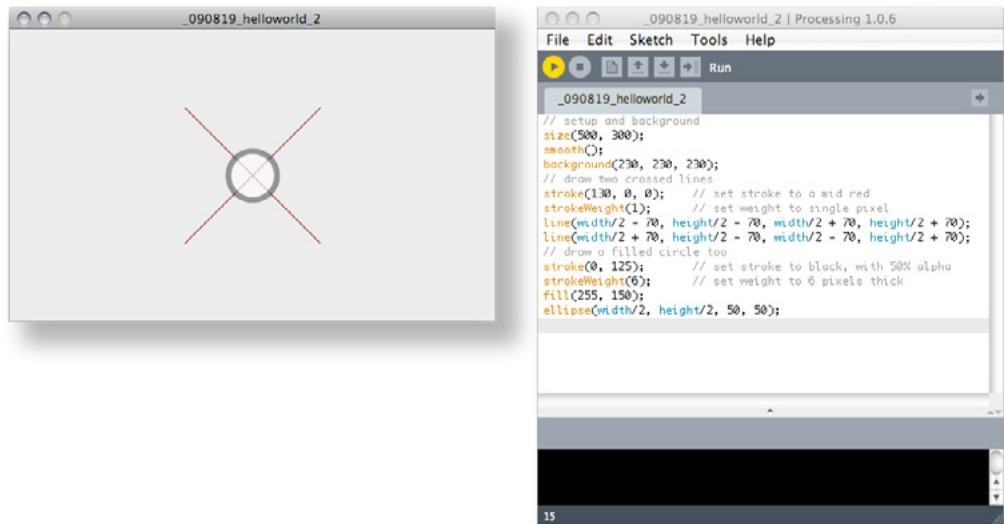 _090819_helloworld_2
_090819_helloworld_2 | Processing 1.0.6
File Edit Sketch Tools Help
Run
_090819_helloworld_2
// setup and background
size(500, 300);
smooth();
background(230, 230, 230);
// draw two crossed lines
stroke(130, 0, 0); // set stroke to a mid red
strokeWeight(1); // set weight to single pixel
line(width/2 - 70, height/2 - 70, width/2 + 70, height/2 + 70);
line(width/2 + 70, height/2 - 70, width/2 - 70, height/2 + 70);
// draw a filled circle too
stroke(0, 125); // set stroke to black, with 50% alpha
strokeWeight(6); // set weight to 6 pixels thick
fill(255, 150);
ellipse(width/2, height/2, 50, 50);
15